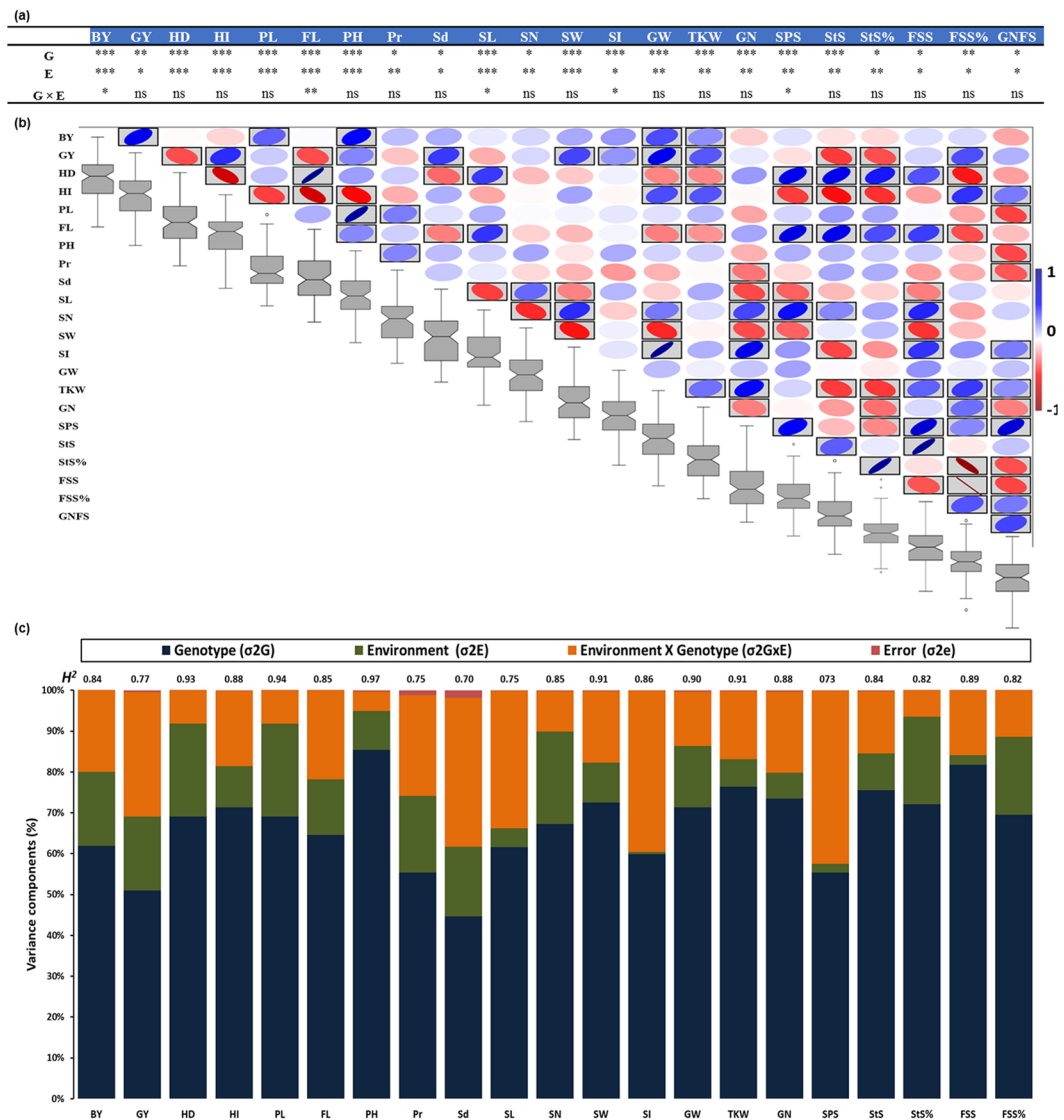 (a)
BY GY HD HI PL FL PH Pr Sd SL SN SW SI GW TKW GN SPS StS StS% FSS FSS% GNFS
G *** ** *** *** *** *** *** * * *** * *** *** *** *** *** *** *** * * ** *
E *** * *** *** *** *** *** ** * *** ** *** * ** ** ** ** ** ** * * *
G × E * ns ns ns ns ** ns ns ns * ns ns * ns ns ns * ns ns ns ns ns
(b)
BY
GY
HD
HI
PL
FL
PH
Pr
Sd
SL
SN
SW
SI
GW
TKW
GN
SPS
StS
StS%
FSS
FSS%
GNFS
1
0
-1
(c)
Genotype (σ2G) Environment (σ2E) Environment X Genotype (σ2GxE) Error (σ2e)
H² 0.84 0.77 0.93 0.88 0.94 0.85 0.97 0.75 0.70 0.75 0.85 0.91 0.86 0.90 0.91 0.88 0.73 0.84 0.82 0.89 0.82
100%
90%
80%
70%
60%
50%
40%
30%
20%
10%
0%
Variance components (%)
BY GY HD HI PL FL PH Pr Sd SL SN SW SI GW TKW GN SPS StS StS% FSS FSS%